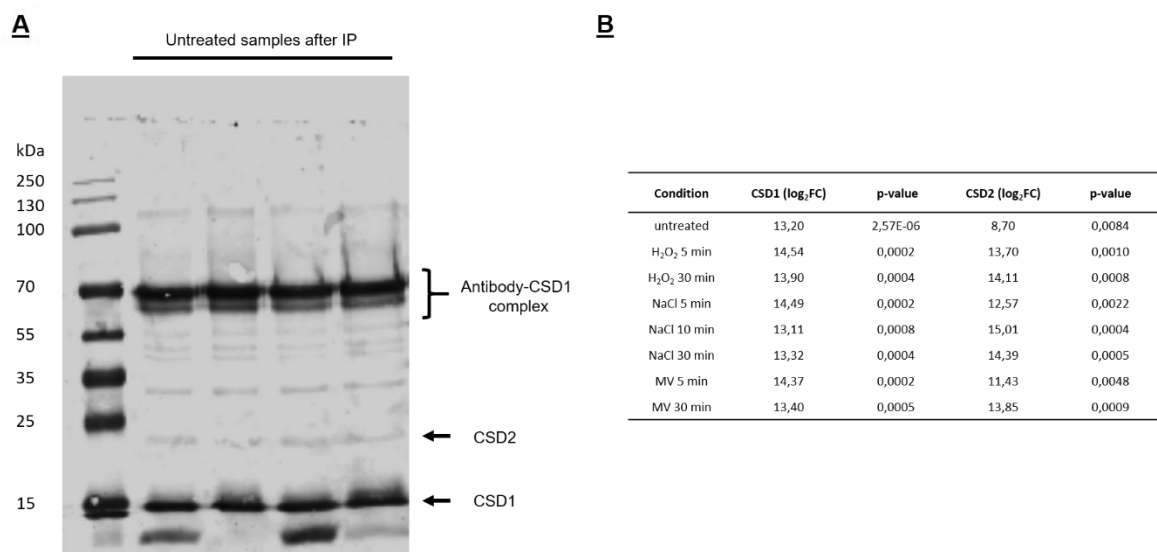 A
Untreated samples after IP
kDa
250
130
100
70
55
35
25
15
Antibody-CSD1
complex
CSD2
CSD1
B
Condition CSD1 (log₂FC) p-value CSD2 (log₂FC) p-value
untreated 13,20 2,57E-06 8,70 0,0084
H₂O₂ 5 min 14,54 0,0002 13,70 0,0010
H₂O₂ 30 min 13,90 0,0004 14,11 0,0008
NaCl 5 min 14,49 0,0002 12,57 0,0022
NaCl 10 min 13,11 0,0008 15,01 0,0004
NaCl 30 min 13,32 0,0004 14,39 0,0005
MV 5 min 14,37 0,0002 11,43 0,0048
MV 30 min 13,40 0,0005 13,85 0,0009